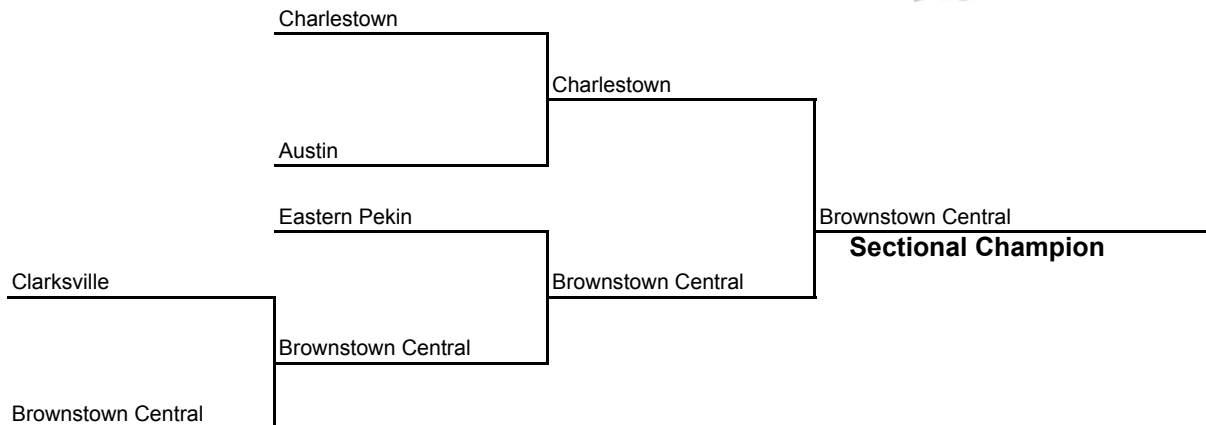 Charlestown
Charlestown
Austin
Eastern Pekin
Brownstown Central
Sectional Champion
Clarksville
Brownstown Central
Brownstown Central
Brownstown Central